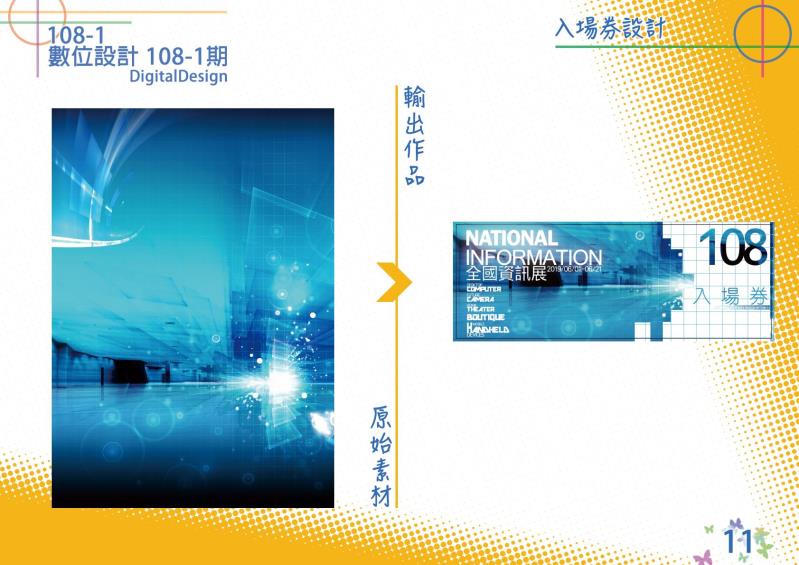 108-1
數位設計 108-1期
DigitalDesign
入場券設計
輸出作品
原始素材
NATIONAL
INFORMATION
全國資訊展 2019/06/01-06/21
COMPUTER
CAMERA
THEATER
BOUTIQUE
HANDHELD
DEVICES
108
入場券
11